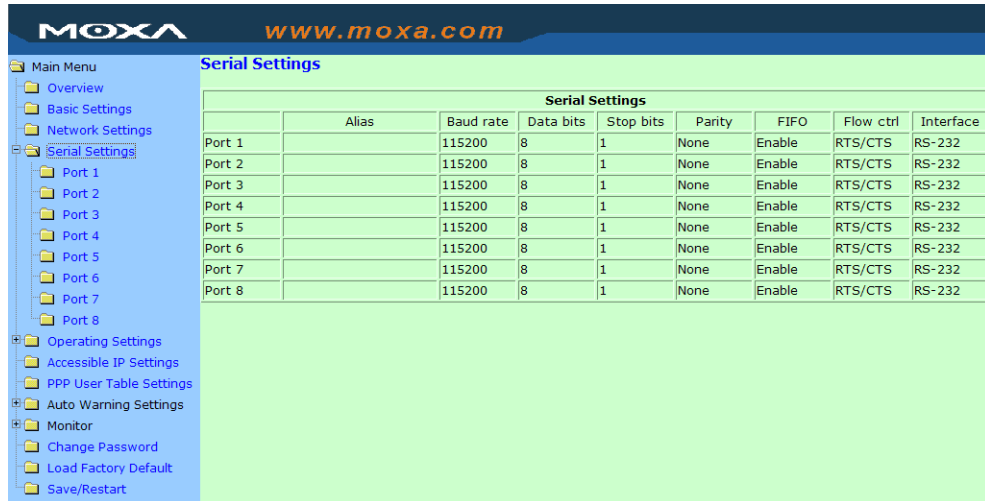 MOXA www.moxa.com
Main Menu
Overview
Basic Settings
Network Settings
Serial Settings
Port 1
Port 2
Port 3
Port 4
Port 5
Port 6
Port 7
Port 8
Operating Settings
Accessible IP Settings
PPP User Table Settings
Auto Warning Settings
Monitor
Change Password
Load Factory Default
Save/Restart
Serial Settings
Serial Settings
Alias Baud rate Data bits Stop bits Parity FIFO Flow ctrl Interface
Port 1 115200 8 1 None Enable RTS/CTS RS-232
Port 2 115200 8 1 None Enable RTS/CTS RS-232
Port 3 115200 8 1 None Enable RTS/CTS RS-232
Port 4 115200 8 1 None Enable RTS/CTS RS-232
Port 5 115200 8 1 None Enable RTS/CTS RS-232
Port 6 115200 8 1 None Enable RTS/CTS RS-232
Port 7 115200 8 1 None Enable RTS/CTS RS-232
Port 8 115200 8 1 None Enable RTS/CTS RS-232